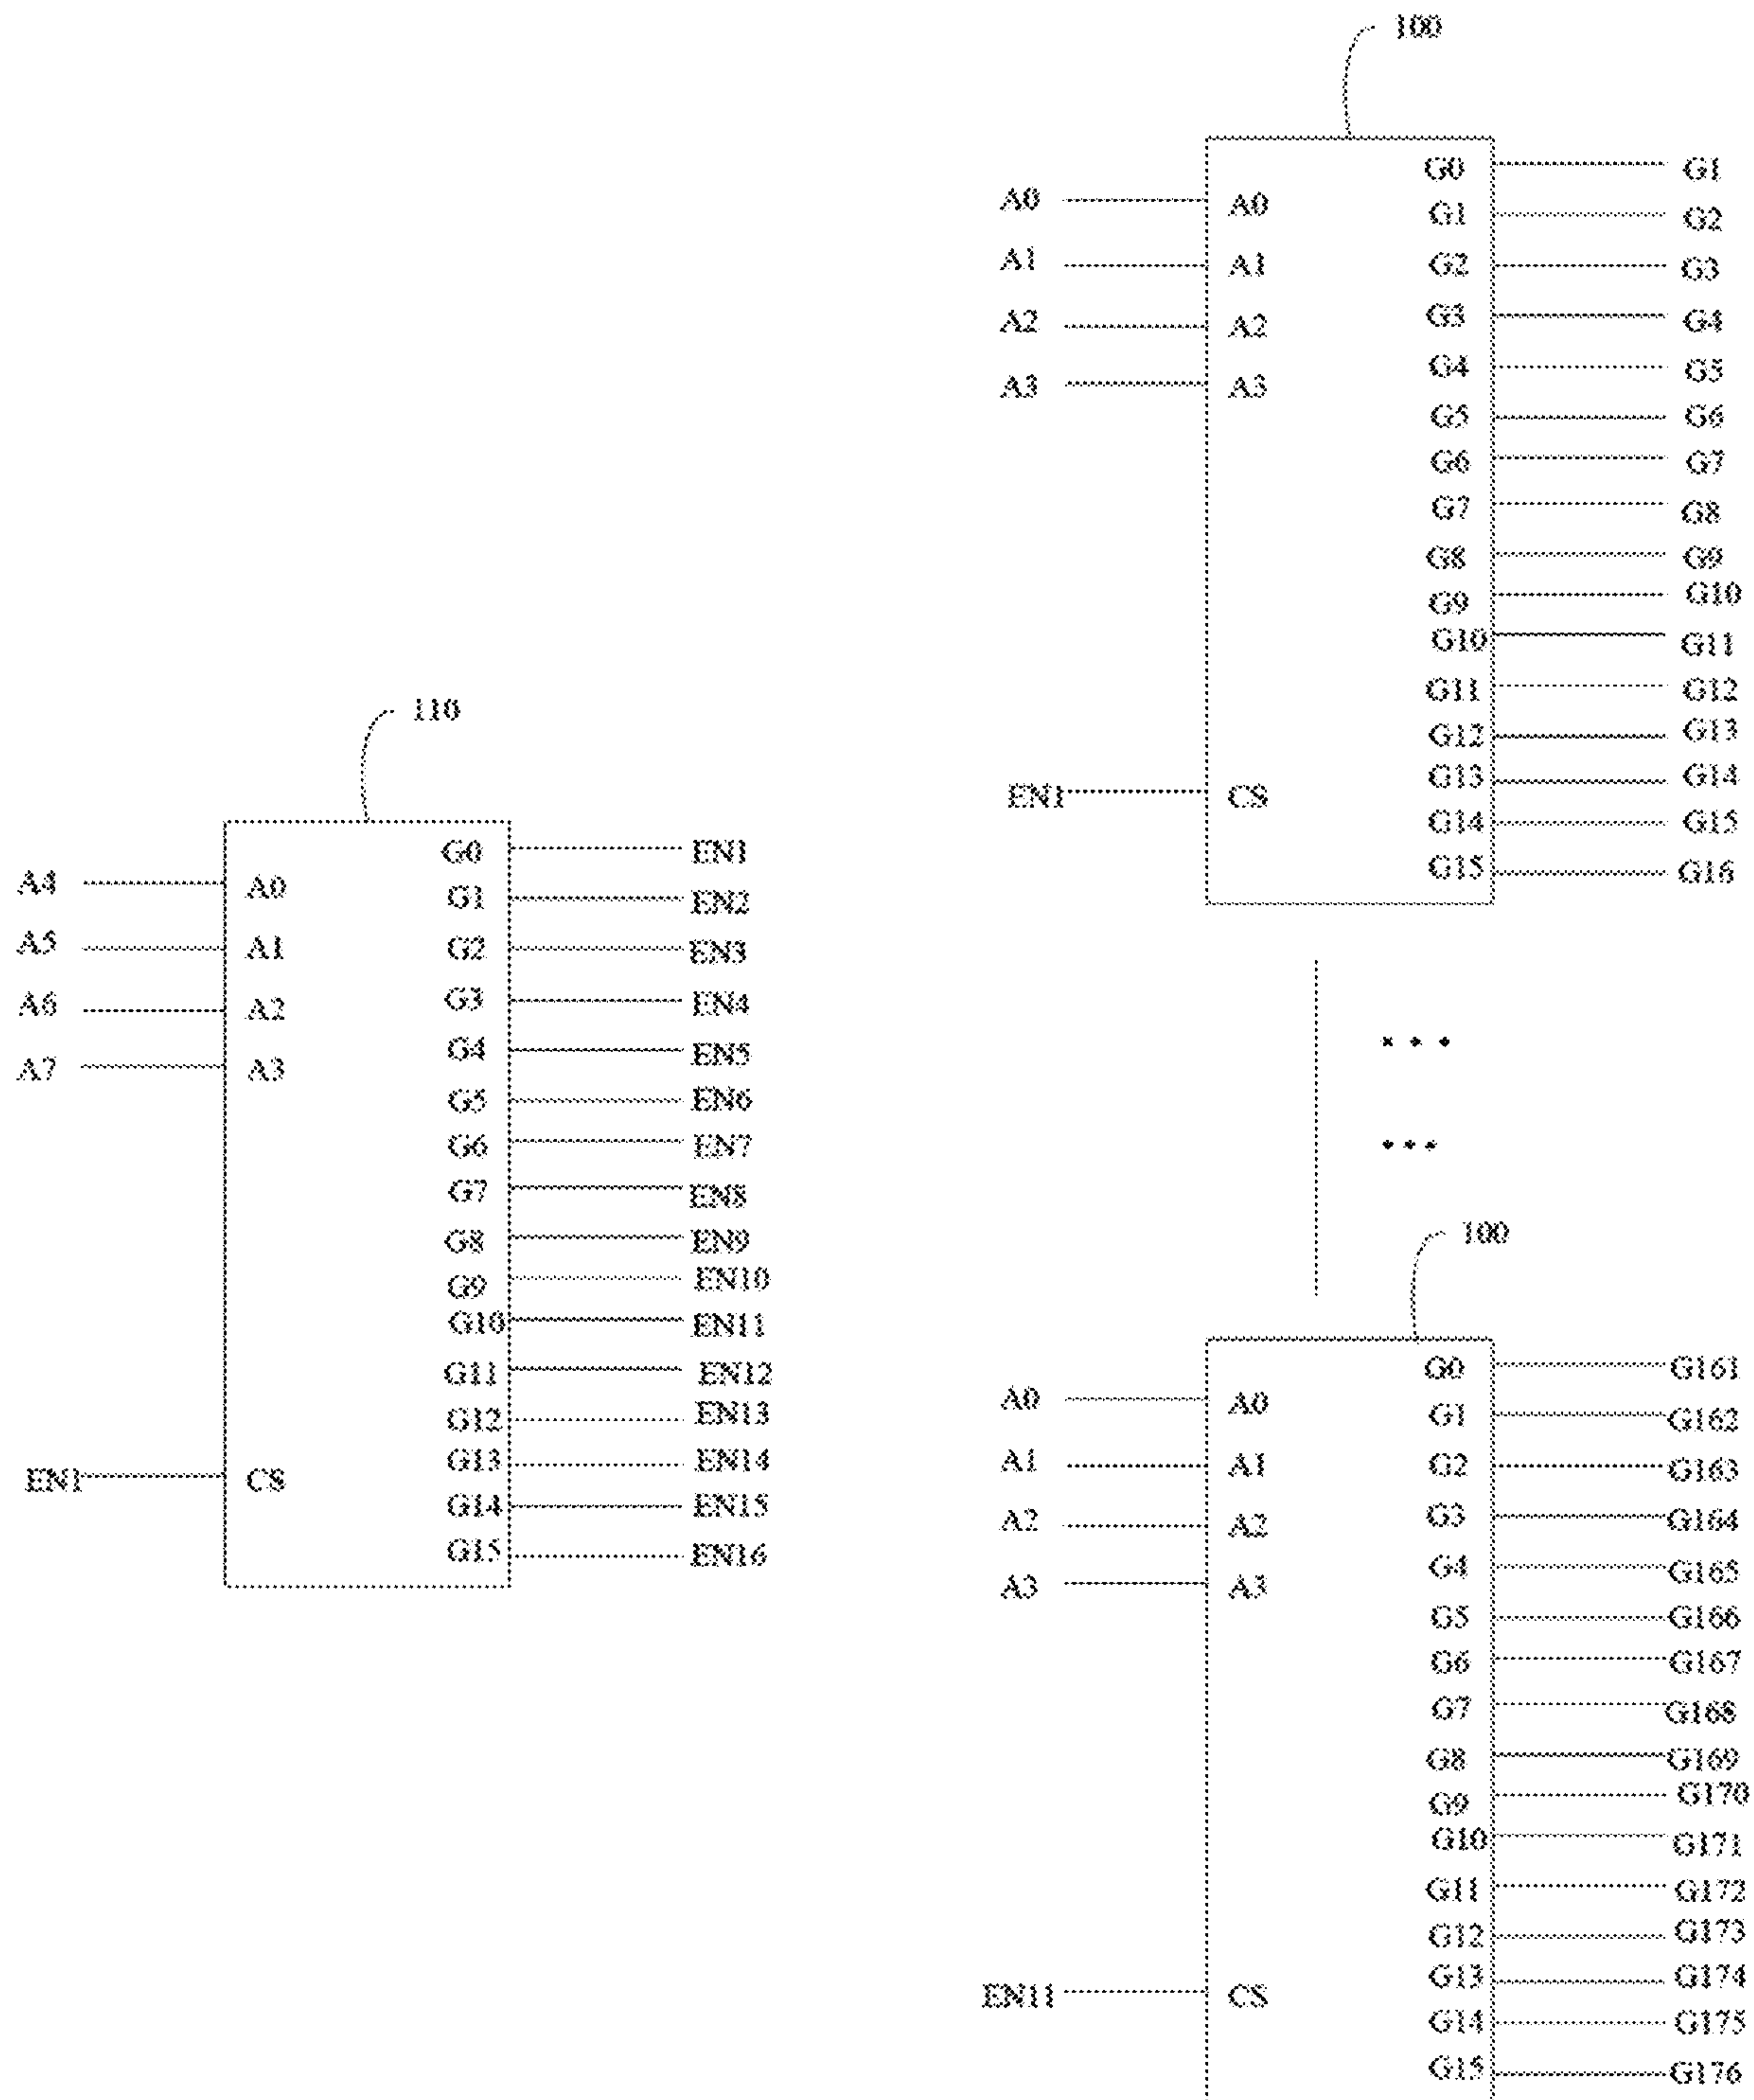 110
A4 A0 G0 EN1
G1 EN2
A5 A1 G2 EN3
A6 A2 G3 EN4
A7 A3 G4 EN5
G5 EN6
G6 EN7
G7 EN8
G8 EN9
G9 EN10
G10 EN11
G11 EN12
G12 EN13
EN1 CS G13 EN14
G14 EN15
G15 EN16
100
G0 G1
A0 A0 G1 G2
A1 A1 G2 G3
A2 A2 G3 G4
A3 A3 G4 G5
G5 G6
G6 G7
G7 G8
G8 G9
G9 G10
G10 G11
G11 G12
G12 G13
EN1 CS G13 G14
G14 G15
G15 G16
100
G0 G161
A0 A0 G1 G162
A1 A1 G2 G163
A2 A2 G3 G164
A3 A3 G4 G165
G5 G166
G6 G167
G7 G168
G8 G169
G9 G170
G10 G171
G11 G172
G12 G173
EN11 CS G13 G174
G14 G175
G15 G176